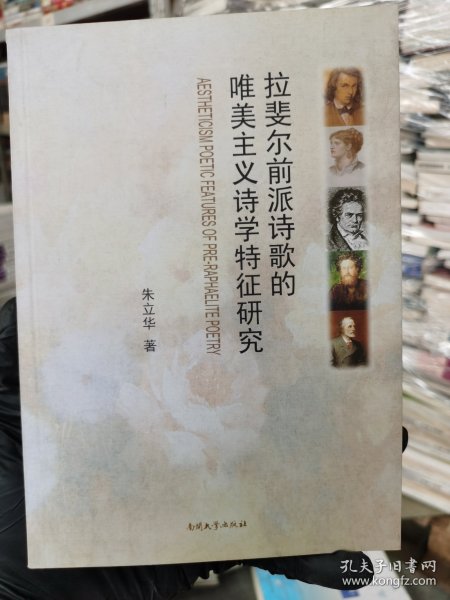 拉斐尔前派诗歌的
唯美主义诗学特征研究
AESTHETICISM POETIC FEATURES OF PRE-RAPHAELITE POETRY
朱立华 著
南开大学出版社
孔夫子旧书网
www.kongfz.com